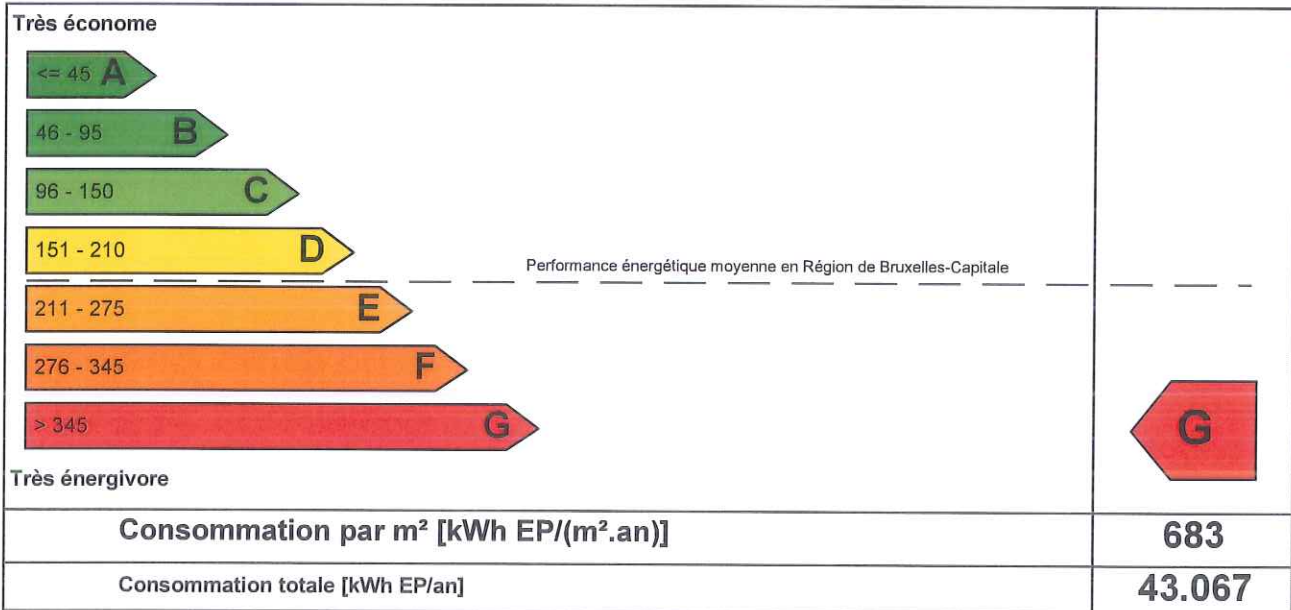 Très économe
<= 45 A
46 - 95 B
96 - 150 C
151 - 210 D
Performance énergétique moyenne en Région de Bruxelles-Capitale
211 - 275 E
276 - 345 F
> 345 G
G
Très énergivore
Consommation par m² [kWh EP/(m².an)] 683
Consommation totale [kWh EP/an] 43.067